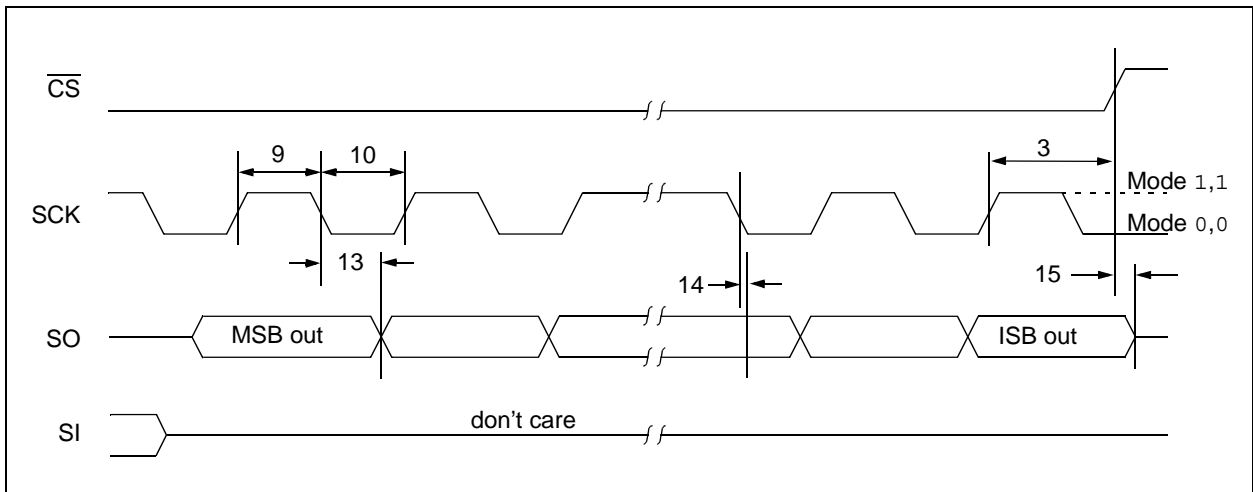 CS
9
10
3
SCK
Mode 1,1
Mode 0,0
13
14
15
SO
MSB out
ISB out
SI
don't care